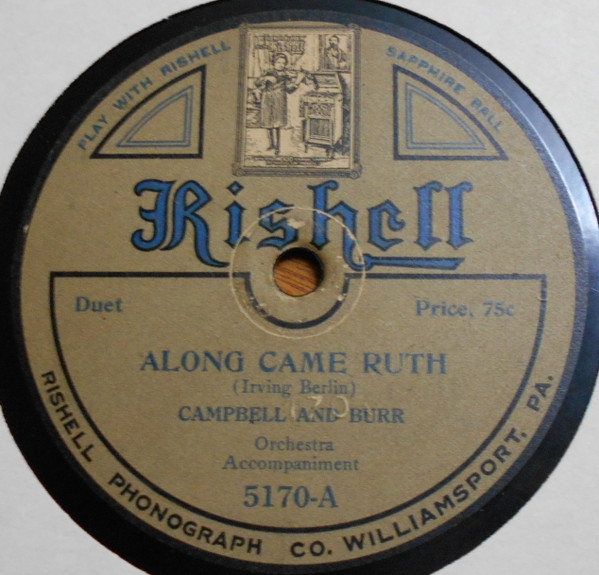 PLAY WITH RISHELL SAPPHIRE BALL
Rishell
Duet
Price, 75c
ALONG CAME RUTH
(Irving Berlin)
CAMPBELL AND BURR
Orchestra
Accompaniment
5170-A
RISHELL PHONOGRAPH CO. WILLIAMSPORT, PA.